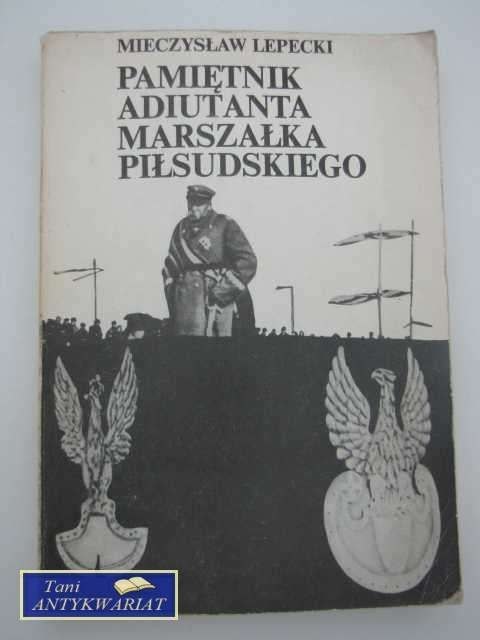 MIECZYSŁAW LEPECKI
PAMIĘTNIK
ADIUTANTA
MARSZAŁKA
PIŁSUDSKIEGO
Tani
ANTYKWARIAT